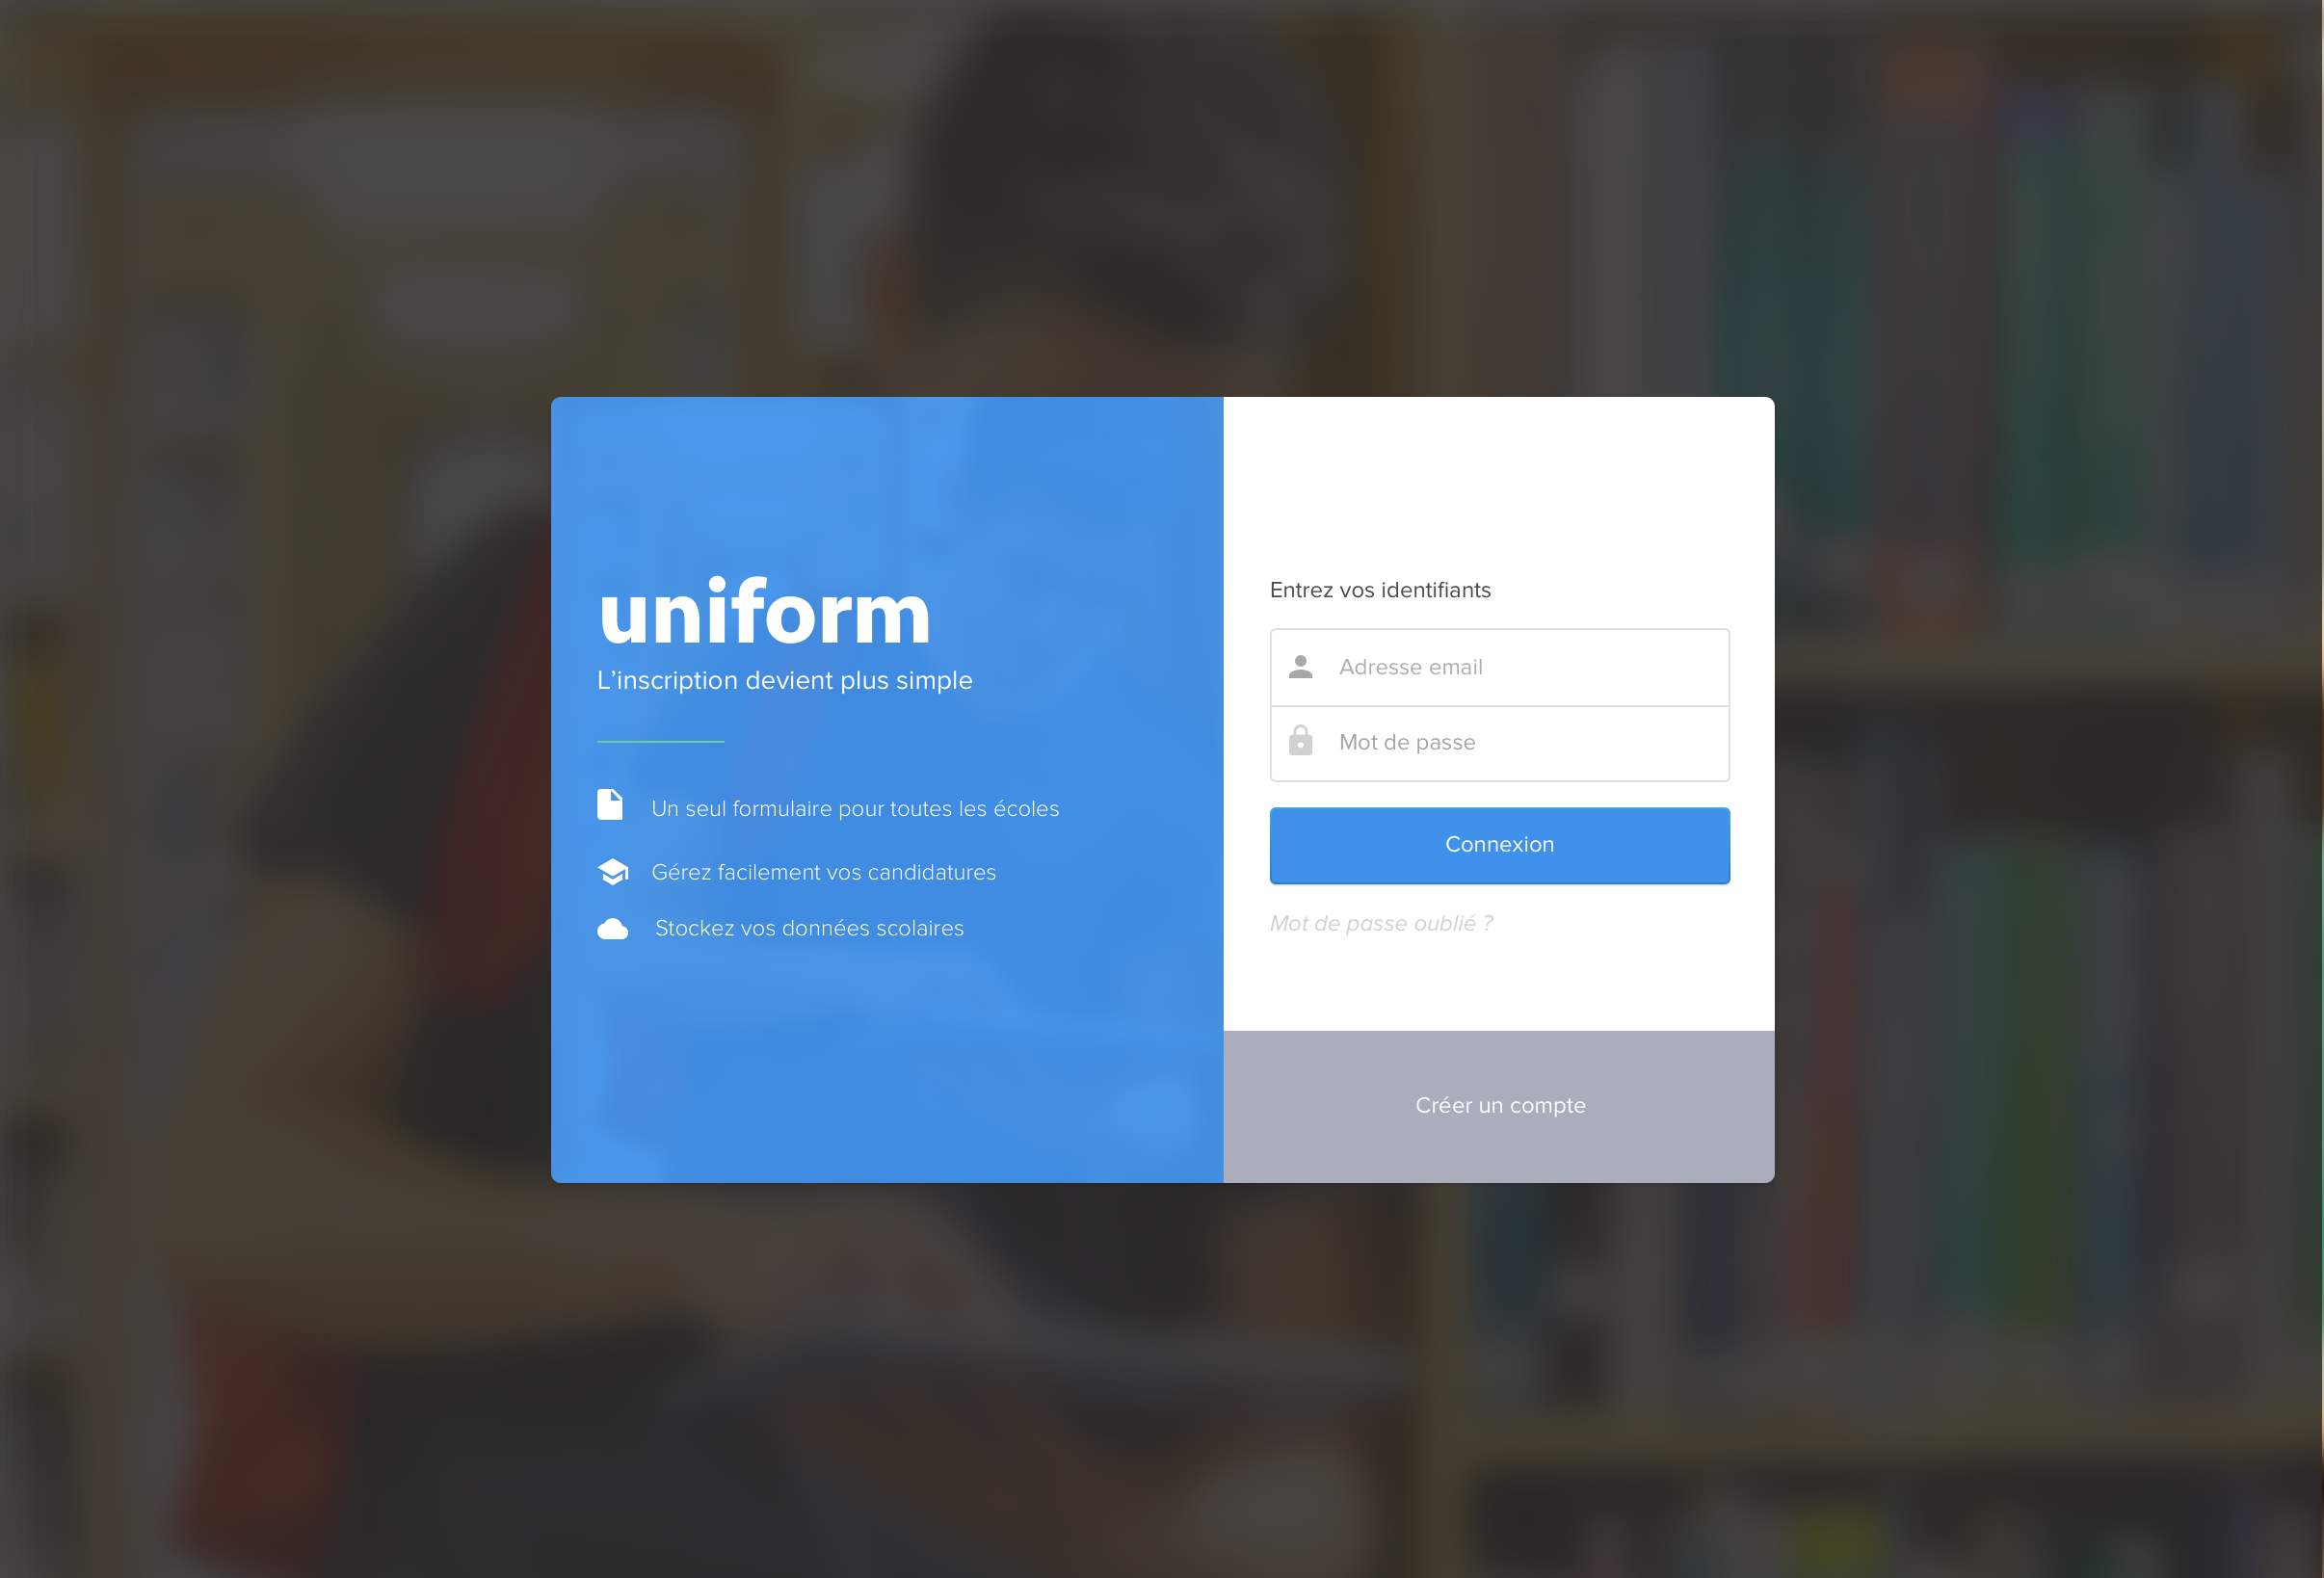 uniform
L’inscription devient plus simple
Un seul formulaire pour toutes les écoles
Gérez facilement vos candidatures
Stockez vos données scolaires
Entrez vos identifiants
Adresse email
Mot de passe
Connexion
Mot de passe oublié ?
Créer un compte